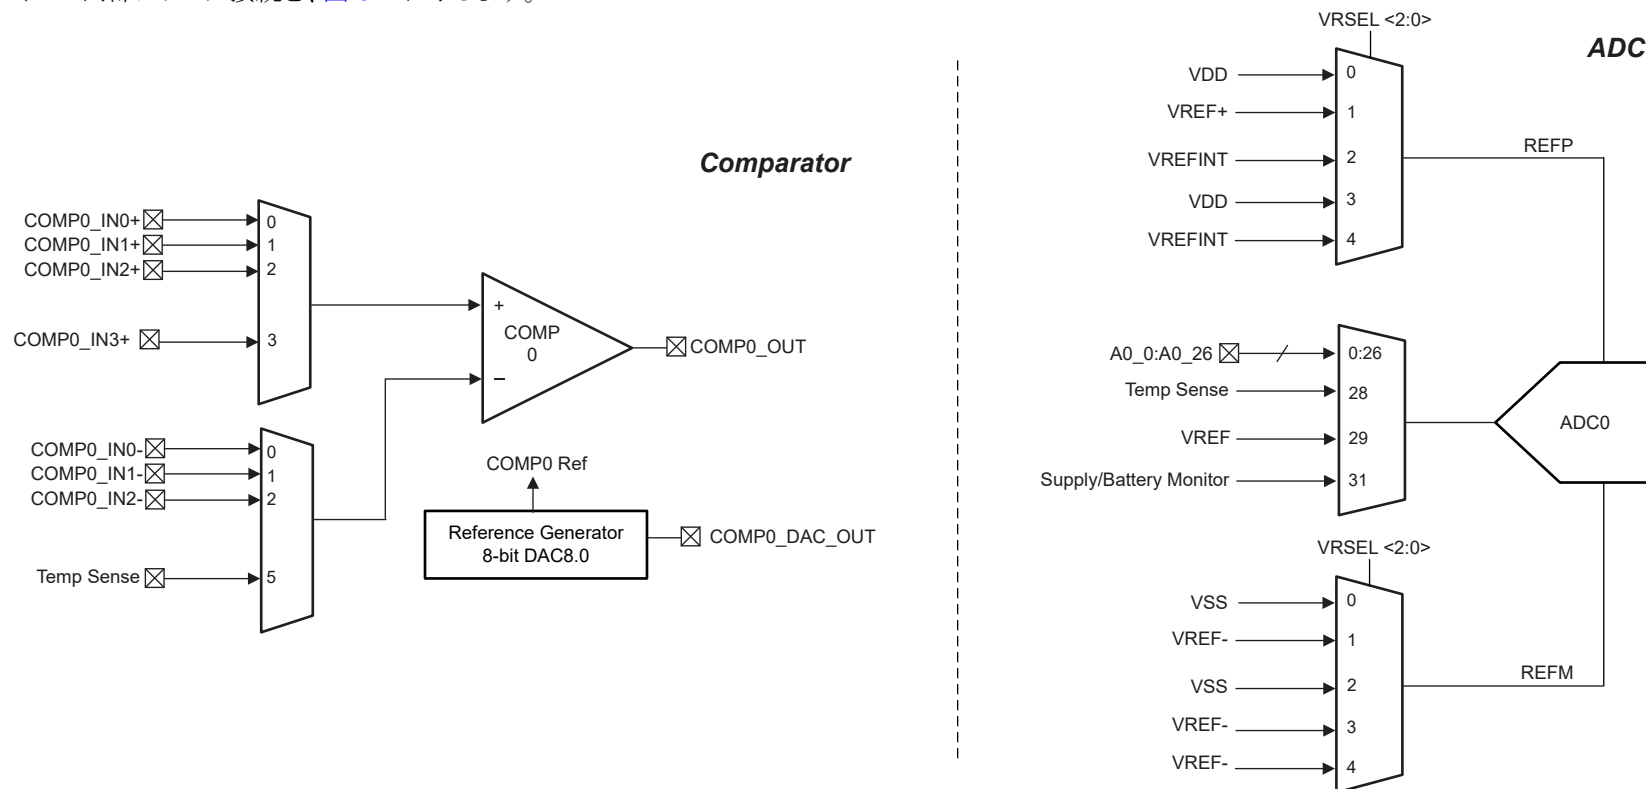 Comparator
COMP0_IN0+
0
COMP0_IN1+
1
COMP0_IN2+
2
COMP0_IN3+
3
+
COMP
0
−
COMP0_OUT
COMP0_IN0-
0
COMP0_IN1-
1
COMP0_IN2-
2
Temp Sense
5
COMP0 Ref
Reference Generator
8-bit DAC8.0
COMP0_DAC_OUT
ADC
VRSEL <2:0>
VDD
0
VREF+
1
VREFINT
2
VDD
3
VREFINT
4
REFP
A0_0:A0_26
0:26
Temp Sense
28
VREF
29
Supply/Battery Monitor
31
ADC0
VRSEL <2:0>
VSS
0
VREF-
1
VSS
2
VREF-
3
VREF-
4
REFM